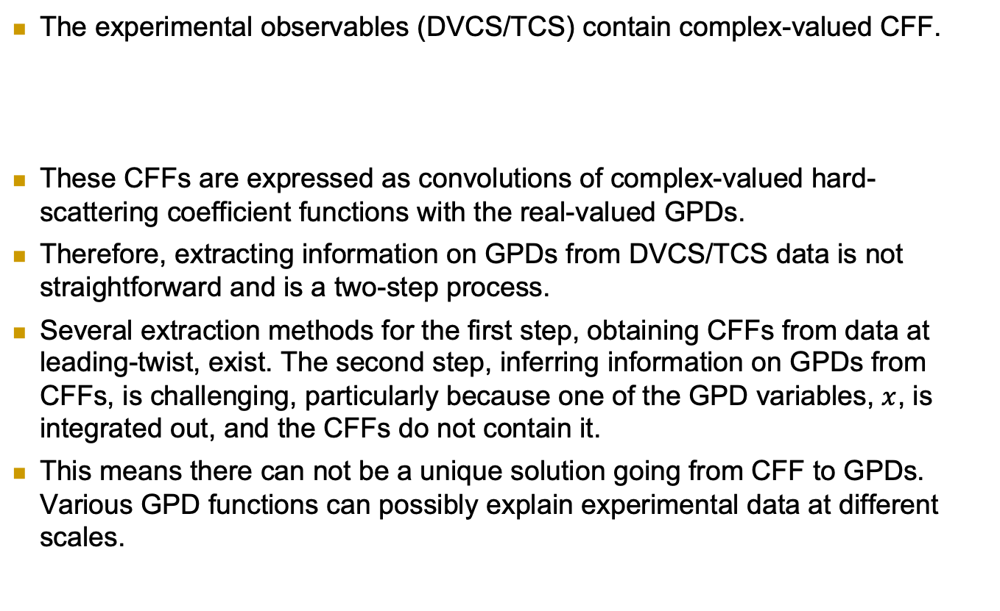 ▪ The experimental observables (DVCS/TCS) contain complex-valued CFF.
▪ These CFFs are expressed as convolutions of complex-valued hard-
scattering coefficient functions with the real-valued GPDs.
▪ Therefore, extracting information on GPDs from DVCS/TCS data is not
straightforward and is a two-step process.
▪ Several extraction methods for the first step, obtaining CFFs from data at
leading-twist, exist. The second step, inferring information on GPDs from
CFFs, is challenging, particularly because one of the GPD variables, x, is
integrated out, and the CFFs do not contain it.
▪ This means there can not be a unique solution going from CFF to GPDs.
Various GPD functions can possibly explain experimental data at different
scales.